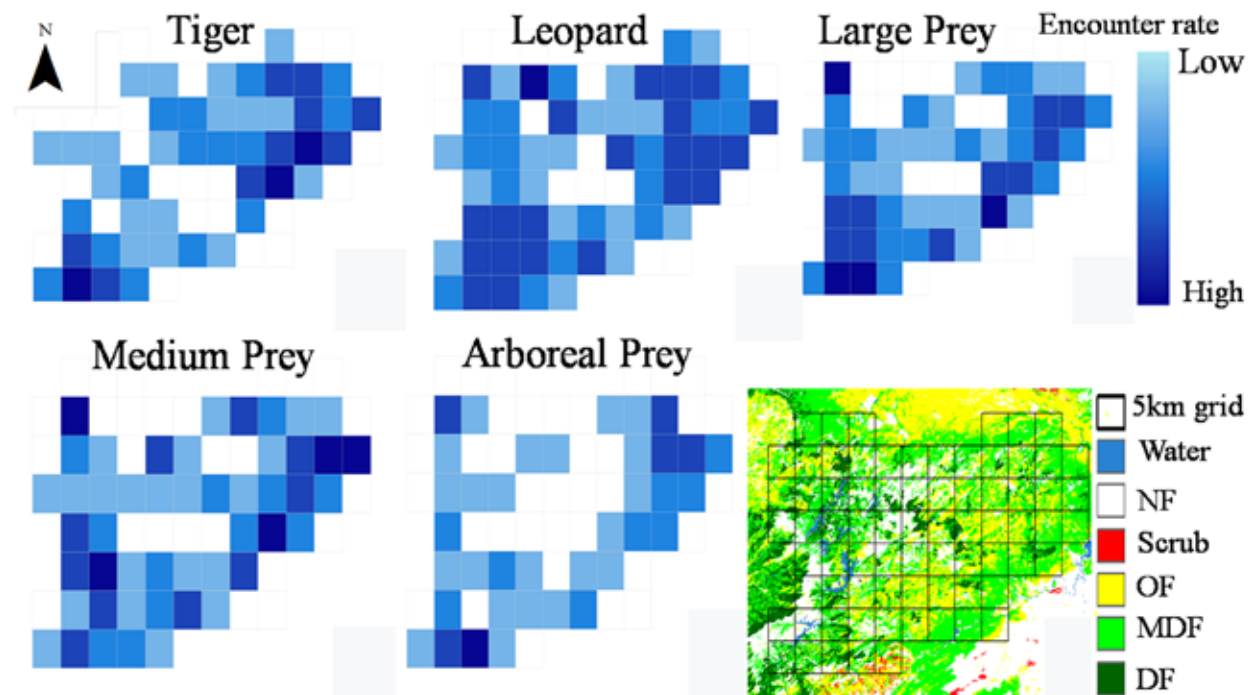 N
Tiger
Leopard
Large Prey
Encounter rate
Low
High
Medium Prey
Arboreal Prey
5km grid
Water
NF
Scrub
OF
MDF
DF